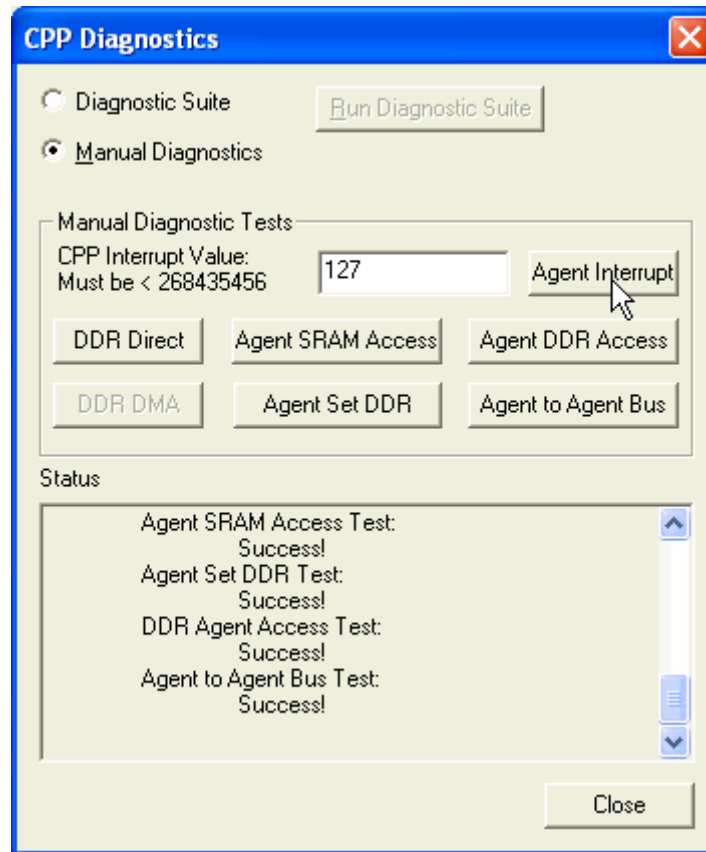 CPP Diagnostics
Diagnostic Suite
Run Diagnostic Suite
Manual Diagnostics
Manual Diagnostic Tests
CPP Interrupt Value:
Must be < 268435456
127
Agent Interrupt
DDR Direct
Agent SRAM Access
Agent DDR Access
DDR DMA
Agent Set DDR
Agent to Agent Bus
Status
Agent SRAM Access Test:
Success!
Agent Set DDR Test:
Success!
DDR Agent Access Test:
Success!
Agent to Agent Bus Test:
Success!
Close